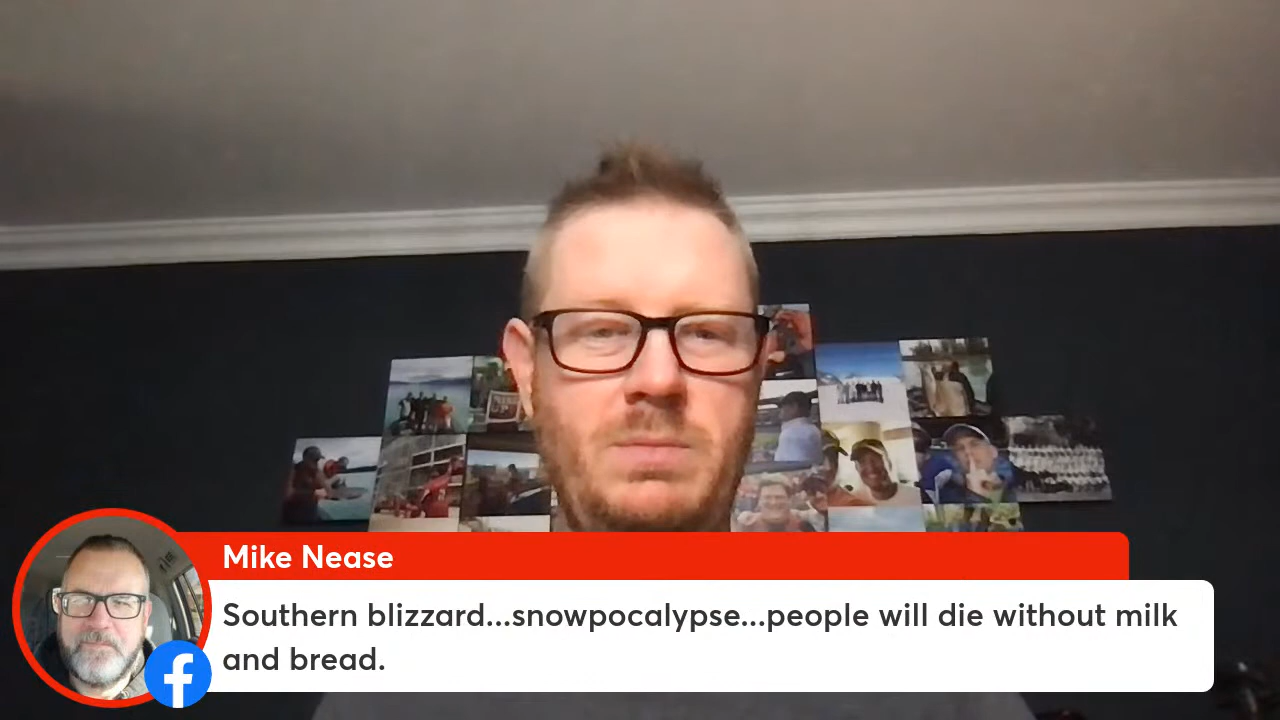 Mike Nease
Southern blizzard...snowpocalypse...people will die without milk
and bread.